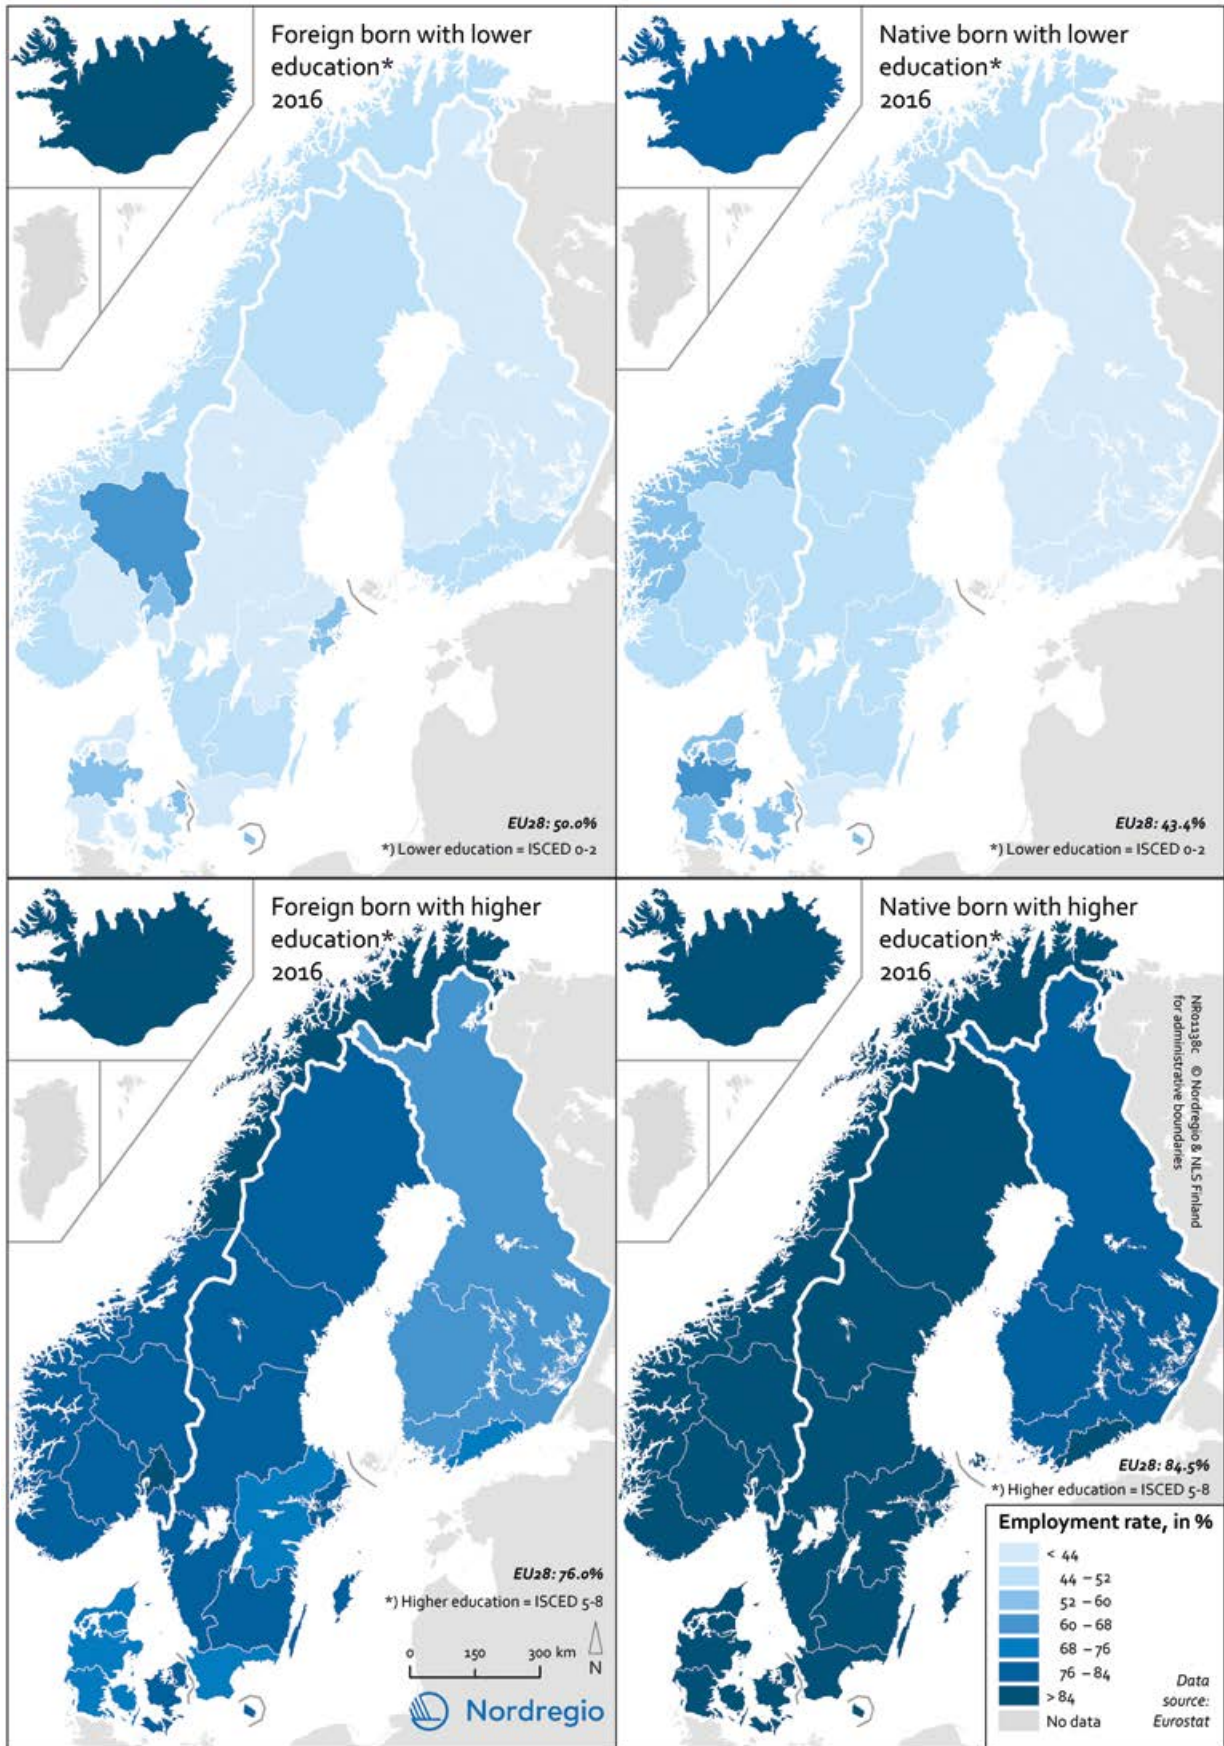 Foreign born with lower
education*
2016
EU28: 50.0%
*) Lower education = ISCED 0-2
Native born with lower
education*
2016
EU28: 43.4%
*) Lower education = ISCED 0-2
Foreign born with higher
education*
2016
EU28: 76.0%
*) Higher education = ISCED 5-8
0 150 300 km
N
Nordregio
Native born with higher
education*
2016
NR01138c © Nordregio & NLS Finland
for administrative boundaries
EU28: 84.5%
*) Higher education = ISCED 5-8
Employment rate, in %
< 44
44 – 52
52 – 60
60 – 68
68 – 76
76 – 84
> 84
No data
Data
source:
Eurostat